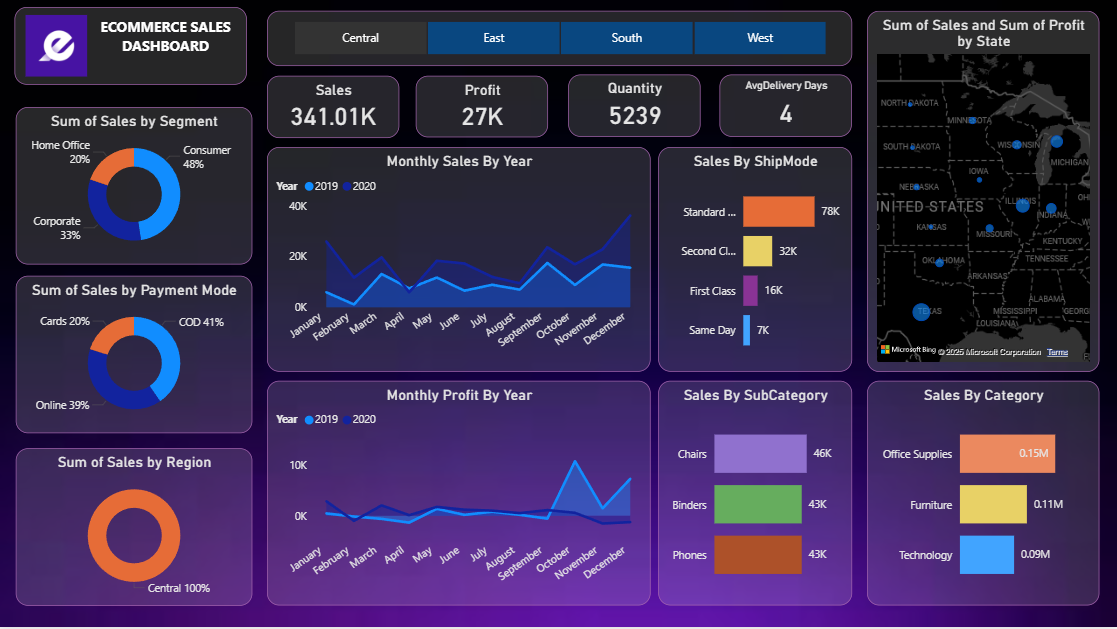 ECOMMERCE SALES
DASHBOARD
Central
East
South
West
Sales
341.01K
Profit
27K
Quantity
5239
AvgDelivery Days
4
Sum of Sales by Segment
Home Office
20%
Consumer
48%
Corporate
33%
Sum of Sales by Payment Mode
Cards 20%
COD 41%
Online 39%
Sum of Sales by Region
Central 100%
Monthly Sales By Year
Year 2019 2020
40K
20K
0K
January
February
March
April
May
June
July
August
September
October
November
December
Monthly Profit By Year
Year 2019 2020
10K
0K
January
February
March
April
May
June
July
August
September
October
November
December
Sales By ShipMode
Standard ... 78K
Second Cl... 32K
First Class 16K
Same Day 7K
Sales By SubCategory
Chairs 46K
Binders 43K
Phones 43K
Sum of Sales and Sum of Profit
by State
NORTH DAKOTA
MINNESOTA
SOUTH DAKOTA
WISCONSIN
MICHIGAN
IOWA
NEBRASKA
ILLINOIS
INDIANA
OH
UNITED STATES
KANSAS
MISSOURI
KENTUCKY
TENNESSEE
OKLAHOMA
ARKANSAS
ALABAMA
MISSISSIPPI
GEORG
TEXAS
LOUISIANA
Microsoft Bing
© 2025 Microsoft Corporation Terms
Sales By Category
Office Supplies 0.15M
Furniture 0.11M
Technology 0.09M